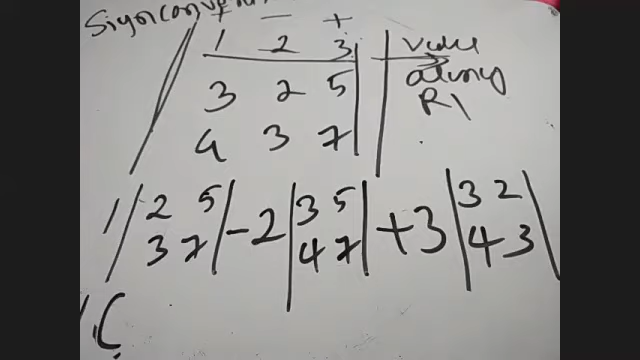 Sign conven
+ - +
1 2 3 value
3 2 5 along
4 3 7 R1
1 | 2 5 | - 2 | 3 5 | + 3 | 3 2 |
| 3 7 | | 4 7 | | 4 3 |
1 (